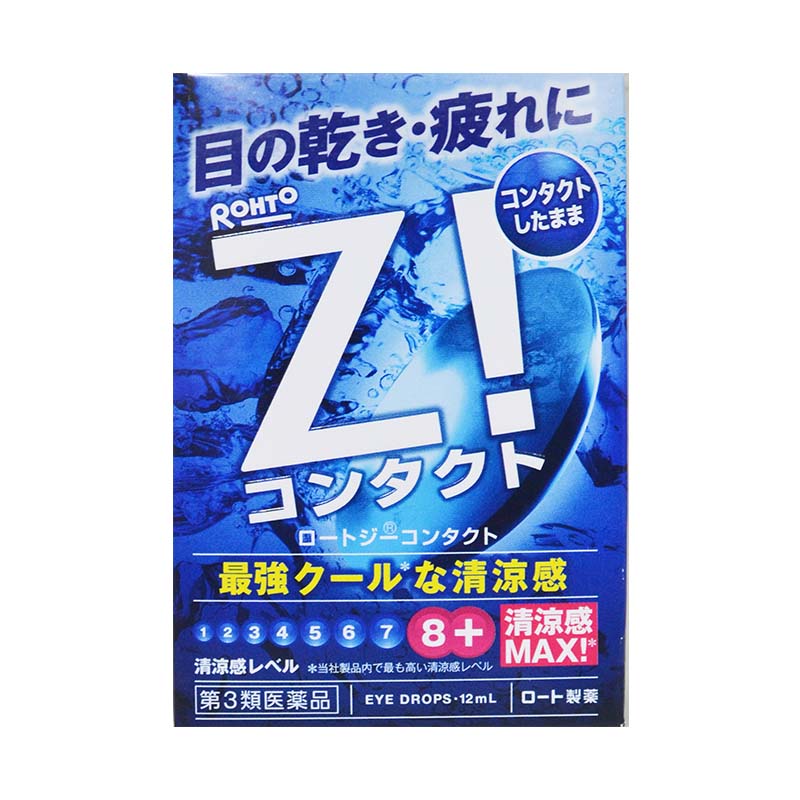 目の乾き・疲れに
コンタクト
したまま
ROHTO
Z!
コンタクト
ロートジー®コンタクト
最強クール*な清涼感
1 2 3 4 5 6 7 8+
清涼感
MAX!*
清涼感レベル *当社製品内で最も高い清涼感レベル
第3類医薬品 EYE DROPS・12mL ロート製薬